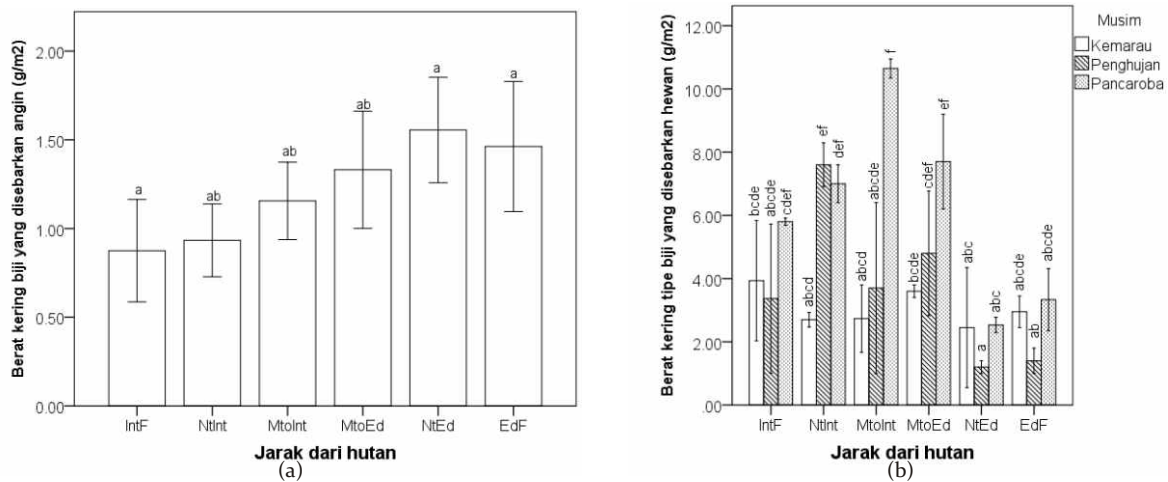 Berat kering biji yang disebarkan angin (g/m2)
2.00
1.50
1.00
0.50
0.00
a
ab
ab
ab
a
a
IntF
NtInt
MtoInt
MtoEd
NtEd
EdF
Jarak dari hutan
(a)
Berat kering tipe biji yang disebarkan hewan (g/m2)
12.00
10.00
8.00
6.00
4.00
2.00
.00
bcde
abcde
cdef
abcd
ef
def
abcd
abcde
f
bcde
cdef
ef
abc
a
abc
abcde
ab
abcde
IntF
NtInt
MtoInt
MtoEd
NtEd
EdF
Jarak dari hutan
(b)
Musim
Kemarau
Penghujan
Pancaroba